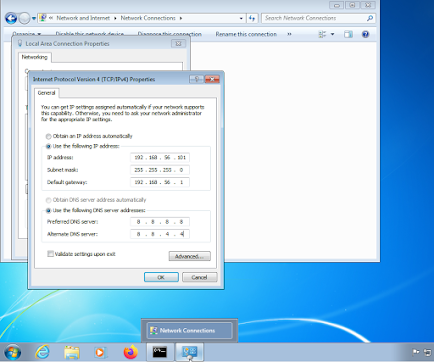 « Network and Internet ▸ Network Connections ▸
Search Network Connections
Organize ▾ Disable this network device Diagnose this connection Rename this connection »
Local Area Connection Properties
Networking
Internet Protocol Version 4 (TCP/IPv4) Properties
General
You can get IP settings assigned automatically if your network supports
this capability. Otherwise, you need to ask your network administrator
for the appropriate IP settings.
Obtain an IP address automatically
Use the following IP address:
IP address: 192 . 168 . 56 . 101
Subnet mask: 255 . 255 . 255 . 0
Default gateway: 192 . 168 . 56 . 1
Obtain DNS server address automatically
Use the following DNS server addresses:
Preferred DNS server: 8 . 8 . 8 . 8
Alternate DNS server: 8 . 8 . 4 . 4
Validate settings upon exit
Advanced...
OK Cancel
Network Connections